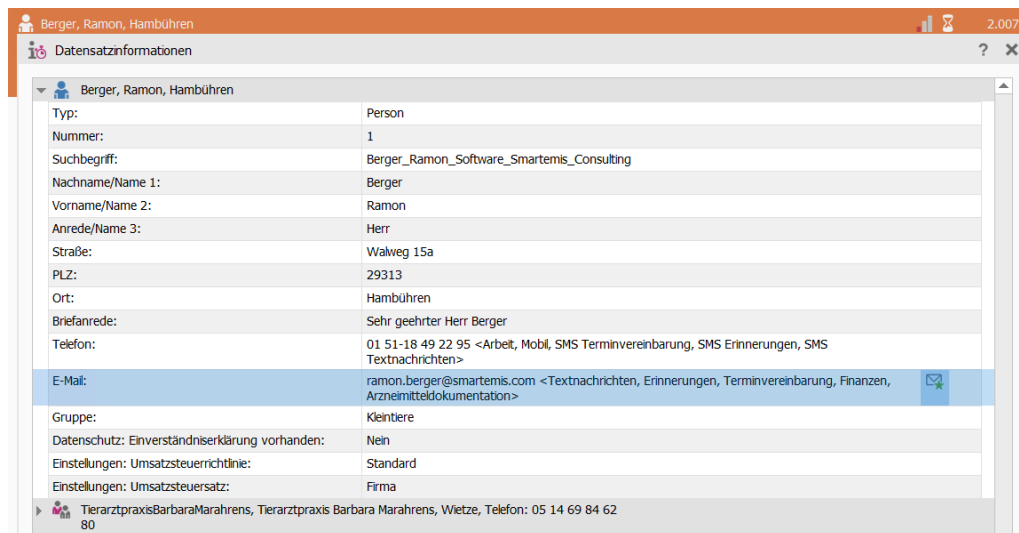 Berger, Ramon, Hambühren 2.007
Datensatzinformationen ? ×
Berger, Ramon, Hambühren
Typ: Person
Nummer: 1
Suchbegriff: Berger_Ramon_Software_Smartemis_Consulting
Nachname/Name 1: Berger
Vorname/Name 2: Ramon
Anrede/Name 3: Herr
Straße: Walweg 15a
PLZ: 29313
Ort: Hambühren
Briefanrede: Sehr geehrter Herr Berger
Telefon: 01 51-18 49 22 95 <Arbeit, Mobil, SMS Terminvereinbarung, SMS Erinnerungen, SMS
Textnachrichten>
E-Mail: ramon.berger@smartemis.com <Textnachrichten, Erinnerungen, Terminvereinbarung, Finanzen,
Arzneimitteldokumentation>
Gruppe: Kleintiere
Datenschutz: Einverständniserklärung vorhanden: Nein
Einstellungen: Umsatzsteuerrichtlinie: Standard
Einstellungen: Umsatzsteuersatz: Firma
TierarztpraxisBarbaraMarahrens, Tierarztpraxis Barbara Marahrens, Wietze, Telefon: 05 14 69 84 62
80